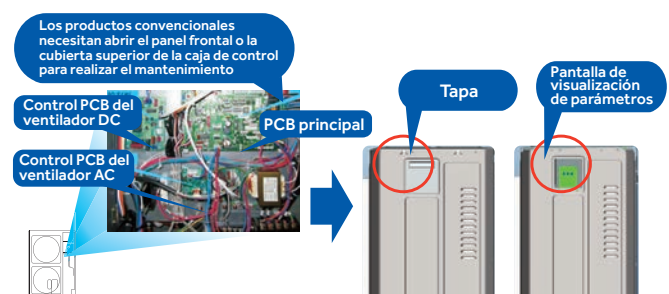 Los productos convencionales
necesitan abrir el panel frontal o la
cubierta superior de la caja de control
para realizar el mantenimiento
Control PCB del
ventilador DC
PCB principal
Control PCB del
ventilador AC
Tapa
Pantalla de
visualización
de parámetros